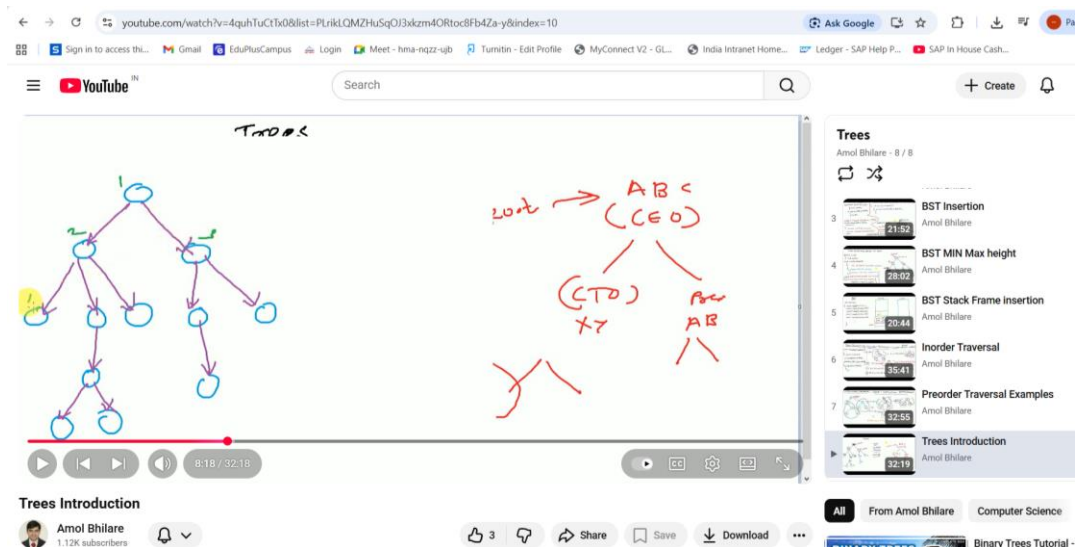 youtube.com/watch?v=4quhTuCtTx0&list=PLrikLQMZHuSqOJ3xkzm4ORtoc8Fb4Za-y&index=10
Ask Google
Pa
Sign in to access thi...
Gmail
EduPlusCampus
Login
Meet - hma-nqzz-ujb
Turnitin - Edit Profile
MyConnect V2 - GL...
India Intranet Home...
Ledger - SAP Help P...
SAP In House Cash...
YouTube IN
Search
Create
Trees
1
2
3
root
ABC
(CEO)
(CTO)
XY
AB
8:18 / 32:18
CC
Trees Introduction
Amol Bhilare
1.12K subscribers
3
Share
Save
Download
Trees
Amol Bhilare - 8 / 8
3
21:52
BST Insertion
Amol Bhilare
4
28:02
BST MIN Max height
Amol Bhilare
5
20:44
BST Stack Frame insertion
Amol Bhilare
6
35:41
Inorder Traversal
Amol Bhilare
7
32:55
Preorder Traversal Examples
Amol Bhilare
32:19
Trees Introduction
Amol Bhilare
All
From Amol Bhilare
Computer Science
Binary Trees Tutorial -